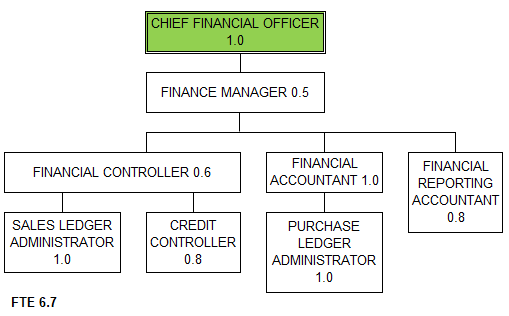 CHIEF FINANCIAL OFFICER
1.0
FINANCE MANAGER 0.5
FINANCIAL CONTROLLER 0.6
FINANCIAL
ACCOUNTANT 1.0
FINANCIAL
REPORTING
ACCOUNTANT
0.8
SALES LEDGER
ADMINISTRATOR
1.0
CREDIT
CONTROLLER
0.8
PURCHASE
LEDGER
ADMINISTRATOR
1.0
FTE 6.7